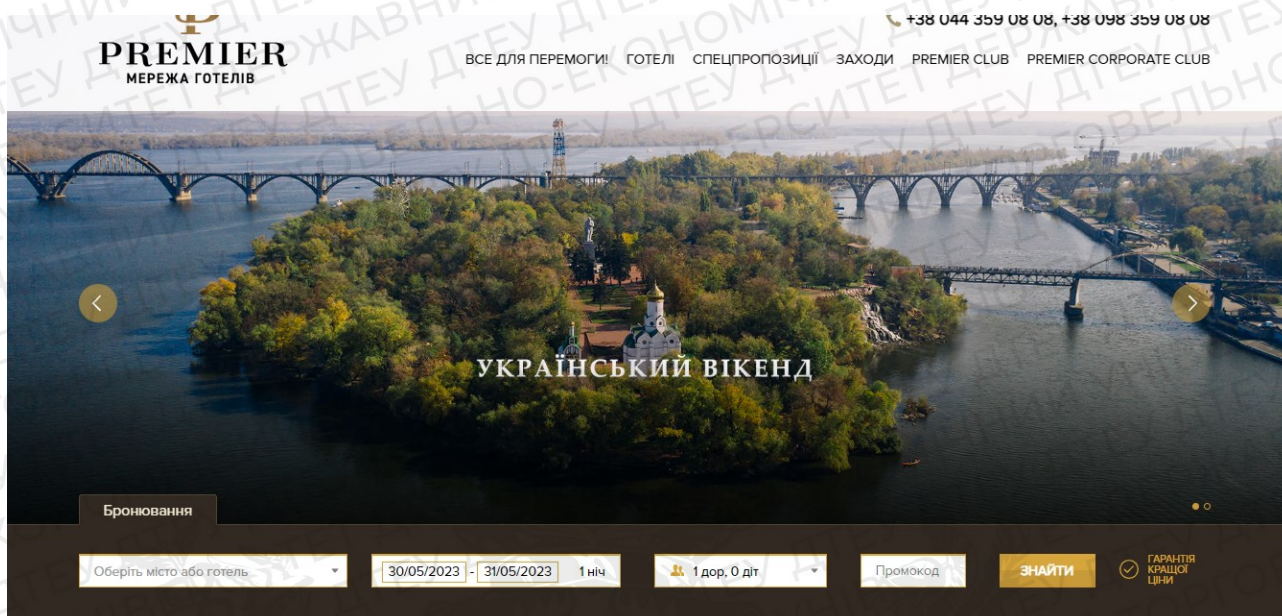 +38 044 359 08 08, +38 098 359 08 08
PREMIER
МЕРЕЖА ГОТЕЛІВ
ВСЕ ДЛЯ ПЕРЕМОГИ! ГОТЕЛІ СПЕЦПРОПОЗИЦІЇ ЗАХОДИ PREMIER CLUB PREMIER CORPORATE CLUB
УКРАЇНСЬКИЙ ВІКЕНД
Бронювання
Оберіть місто або готель 30/05/2023 - 31/05/2023 1 ніч 1 дор, 0 діт Промокод ЗНАЙТИ
ГАРАНТІЯ
КРАЩОЇ
ЦІНИ